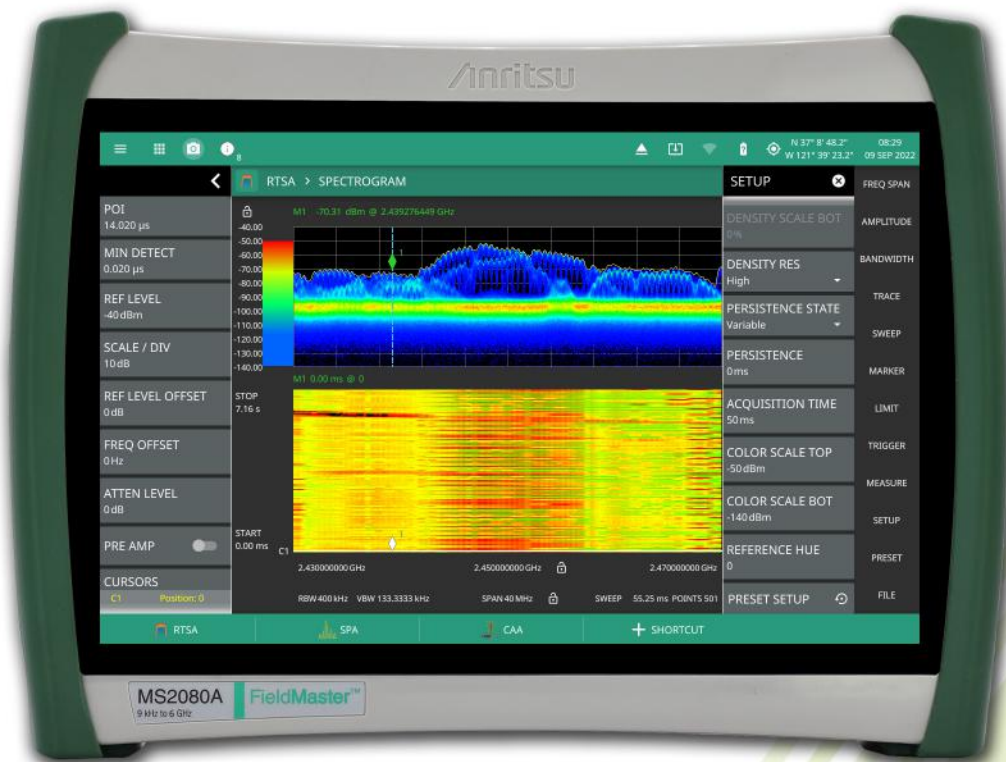 Anritsu
8
N 37° 8' 48.2"
W 121° 39' 23.2"
08:29
09 SEP 2022
RTSA > SPECTROGRAM
POI
14.020 µs
MIN DETECT
0.020 µs
REF LEVEL
-40 dBm
SCALE / DIV
10 dB
REF LEVEL OFFSET
0 dB
FREQ OFFSET
0 Hz
ATTEN LEVEL
0 dB
PRE AMP
CURSORS
C1 Position: 0
M1 -70.31 dBm @ 2.439276449 GHz
-40.00
-50.00
-60.00
-70.00
-80.00
-90.00
-100.00
-110.00
-120.00
-130.00
-140.00
1
M1 0.00 ms @ 0
STOP
7.16 s
START
0.00 ms
C1
1
2.430000000 GHz 2.450000000 GHz 2.470000000 GHz
RBW 400 kHz VBW 133.3333 kHz SPAN 40 MHz SWEEP 55.25 ms POINTS 501
SETUP
DENSITY SCALE BOT
0%
DENSITY RES
High
PERSISTENCE STATE
Variable
PERSISTENCE
0 ms
ACQUISITION TIME
50 ms
COLOR SCALE TOP
-50 dBm
COLOR SCALE BOT
-140 dBm
REFERENCE HUE
0
PRESET SETUP
FREQ SPAN
AMPLITUDE
BANDWIDTH
TRACE
SWEEP
MARKER
LIMIT
TRIGGER
MEASURE
SETUP
PRESET
FILE
RTSA SPA CAA + SHORTCUT
MS2080A FieldMaster™
9 kHz to 6 GHz